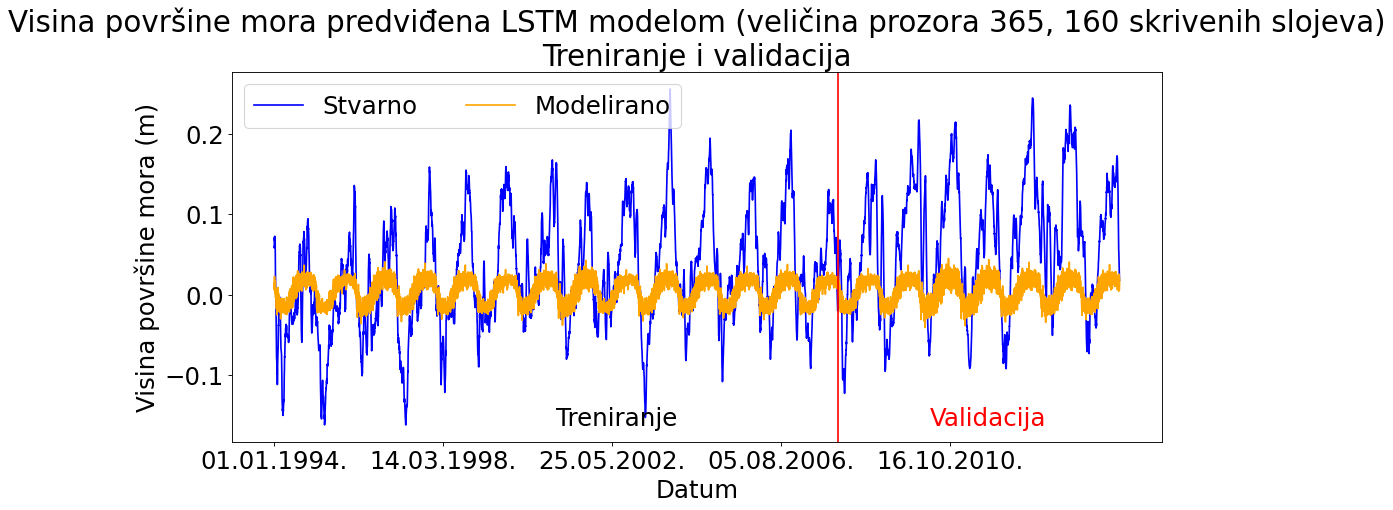 Visina površine mora predviđena LSTM modelom (veličina prozora 365, 160 skrivenih slojeva)
Treniranje i validacija
Stvarno
Modelirano
Visina površine mora (m)
0.2
0.1
0.0
−0.1
Treniranje
Validacija
01.01.1994.
14.03.1998.
25.05.2002.
05.08.2006.
16.10.2010.
Datum